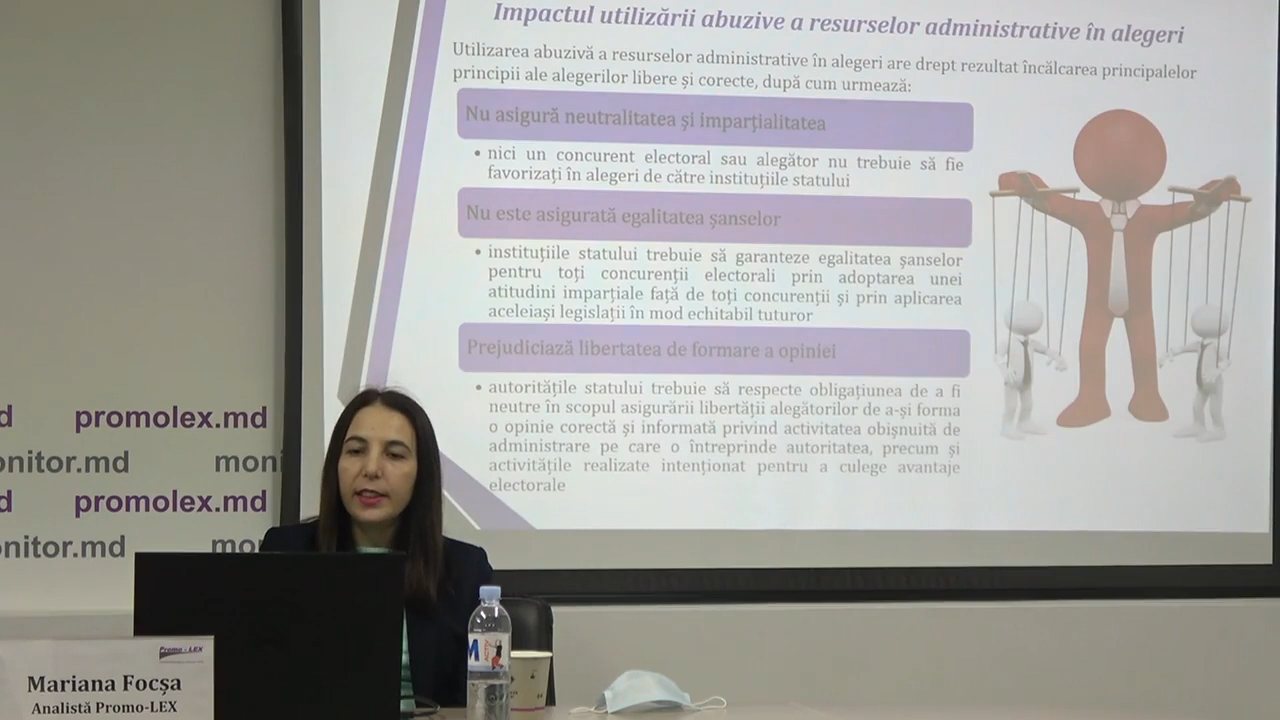 Impactul utilizării abuzive a resurselor administrative în alegeri
Utilizarea abuzivă a resurselor administrative în alegeri are drept rezultat încălcarea principalelor
principii ale alegerilor libere și corecte, după cum urmează:
Nu asigură neutralitatea și imparțialitatea
• nici un concurent electoral sau alegător nu trebuie să fie
favorizați în alegeri de către instituțiile statului
Nu este asigurată egalitatea șanselor
• instituțiile statului trebuie să garanteze egalitatea șanselor
pentru toți concurenții electorali prin adoptarea unei
atitudini imparțiale față de toți concurenții și prin aplicarea
aceleiași legislații în mod echitabil tuturor
Prejudiciază libertatea de formare a opiniei
• autoritățile statului trebuie să respecte obligațiunea de a fi
neutre în scopul asigurării libertății alegătorilor de a-și forma
o opinie corectă și informată privind activitatea obișnuită de
administrare pe care o întreprinde autoritatea, precum și
activitățile realizate intenționat pentru a culege avantaje
electorale
d promolex.md
onitor.md moni
d promolex.md
onitor.md mo
Promo-LEX
Mariana Focșa
Analistă Promo-LEX